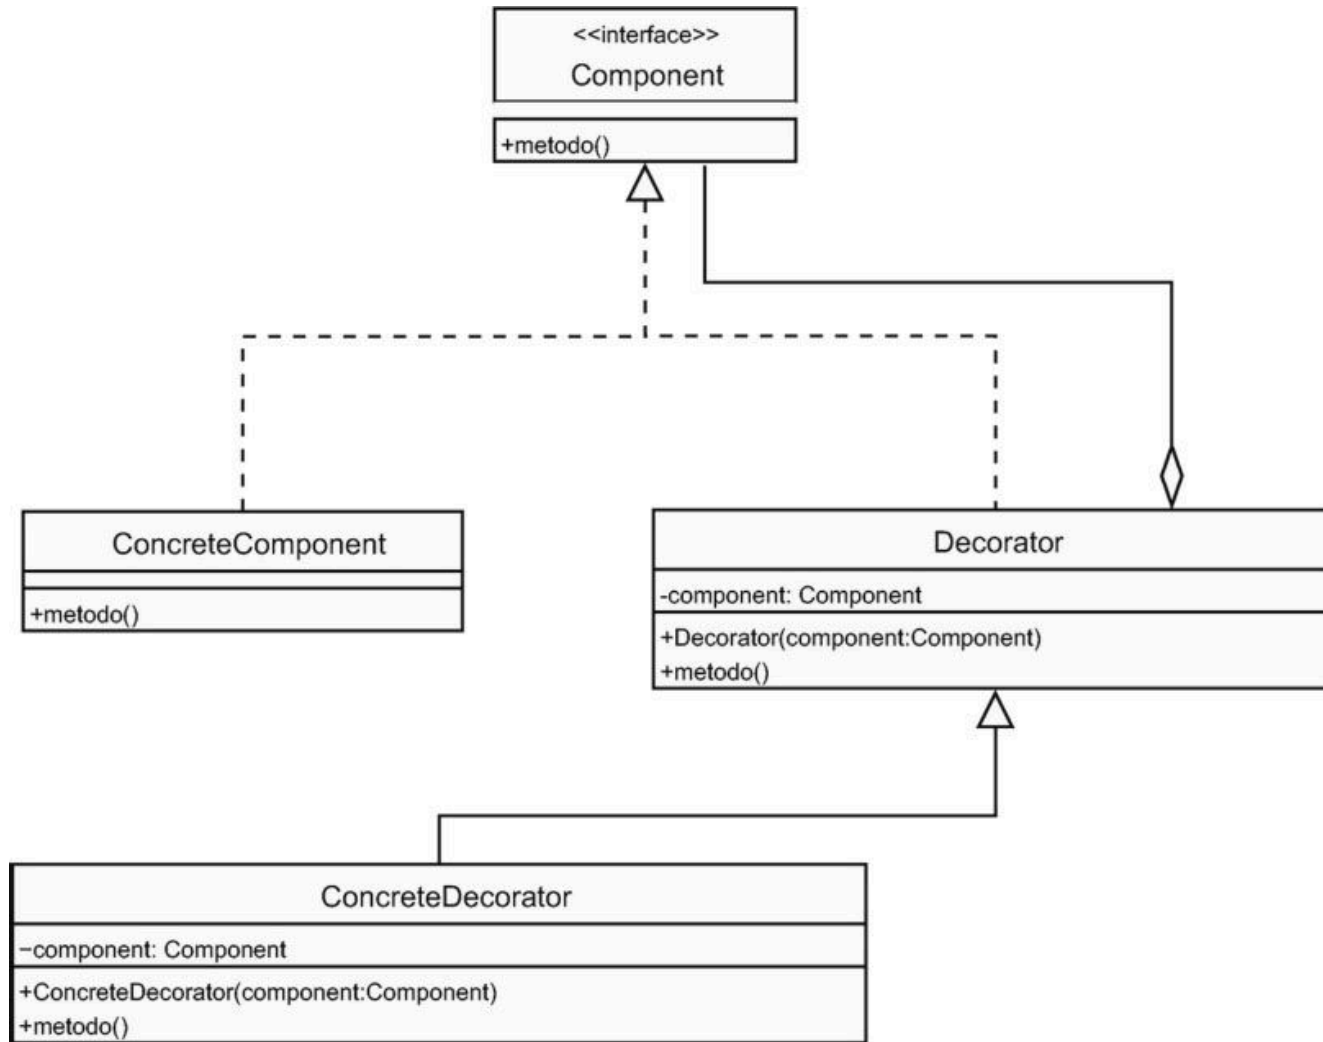 <<interface>>
Component
+metodo()
ConcreteComponent
+metodo()
Decorator
-component: Component
+Decorator(component:Component)
+metodo()
ConcreteDecorator
−component: Component
+ConcreteDecorator(component:Component)
+metodo()